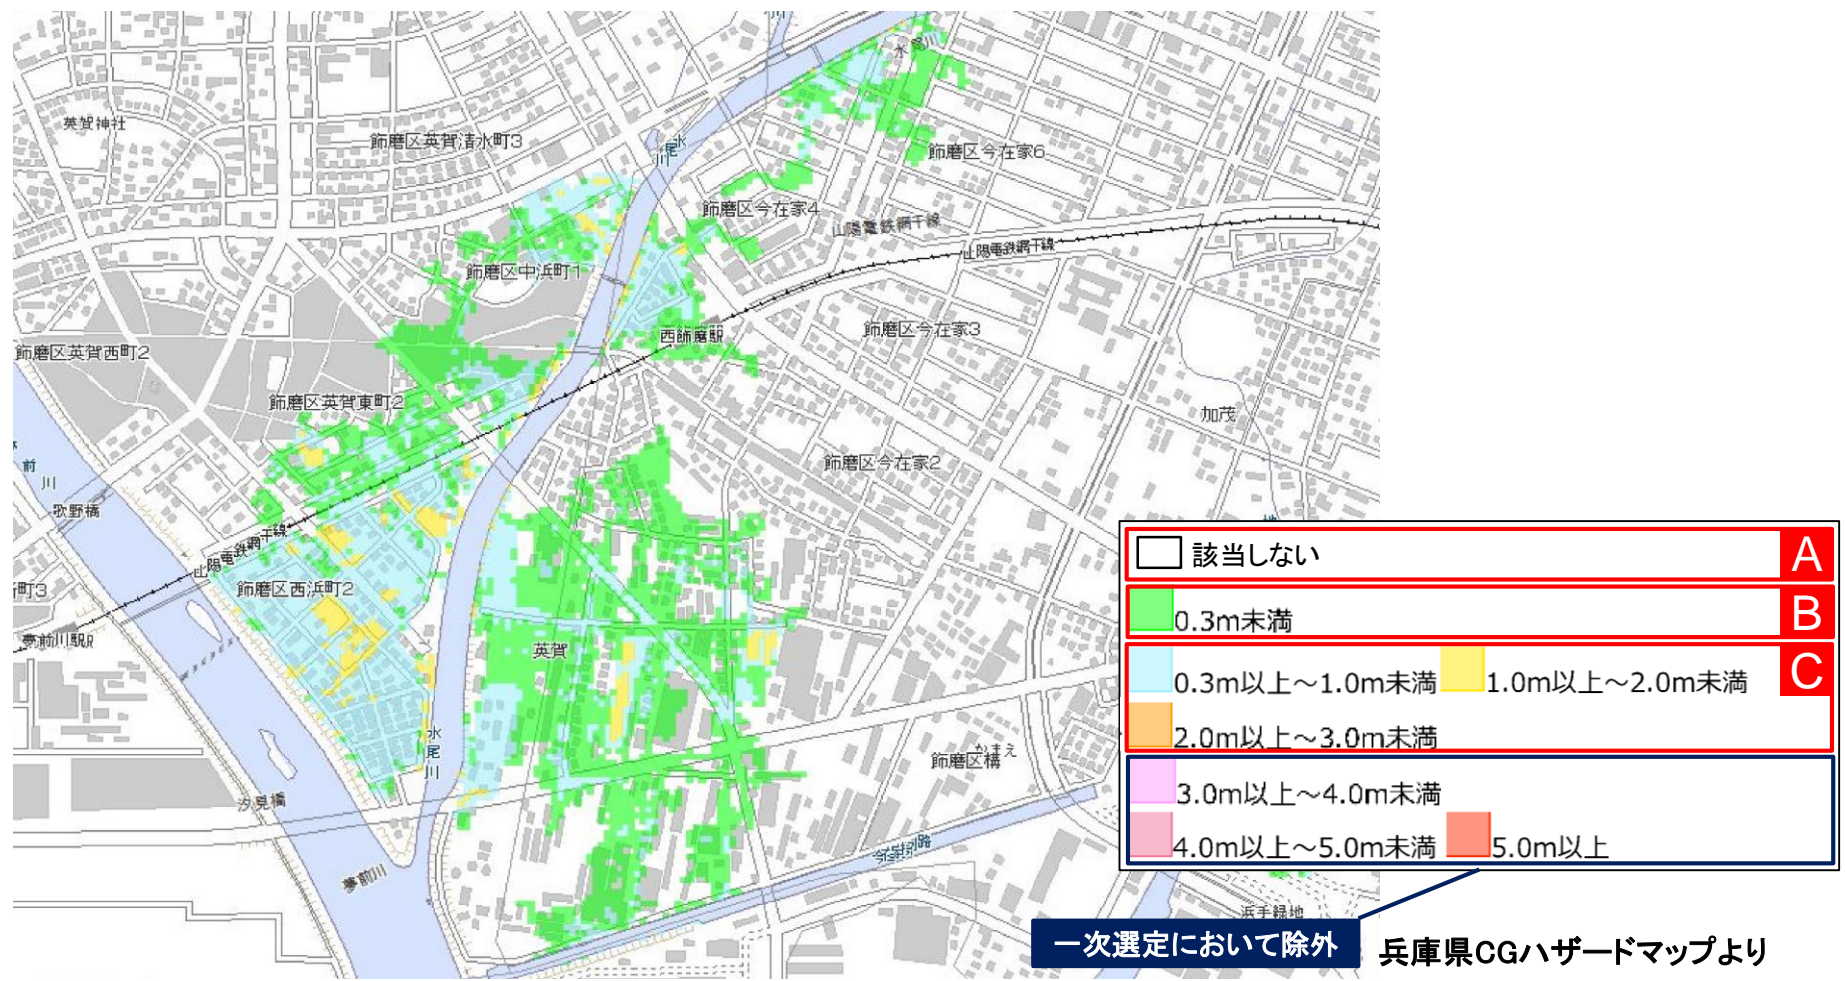 川
水尾川
英賀神社
飾磨区英賀清水町3
水尾川
飾磨区今在家6
飾磨区今在家4
山陽電鉄網干線
山陽電鉄網干線
飾磨区中浜町1
飾磨区今在家3
西飾磨駅
飾磨区英賀西町2
飾磨区英賀東町2
加茂
飾磨区今在家2
前川
歌野橋
山陽電鉄網干線
飾磨区西浜町2
町3
夢前川駅
英賀
水尾川
かまえ
飾磨区構
汐見橋
夢前川
浜手緑地
該当しない
A
0.3m未満
B
0.3m以上～1.0m未満
1.0m以上～2.0m未満
C
2.0m以上～3.0m未満
3.0m以上～4.0m未満
4.0m以上～5.0m未満
5.0m以上
一次選定において除外
兵庫県CGハザードマップより